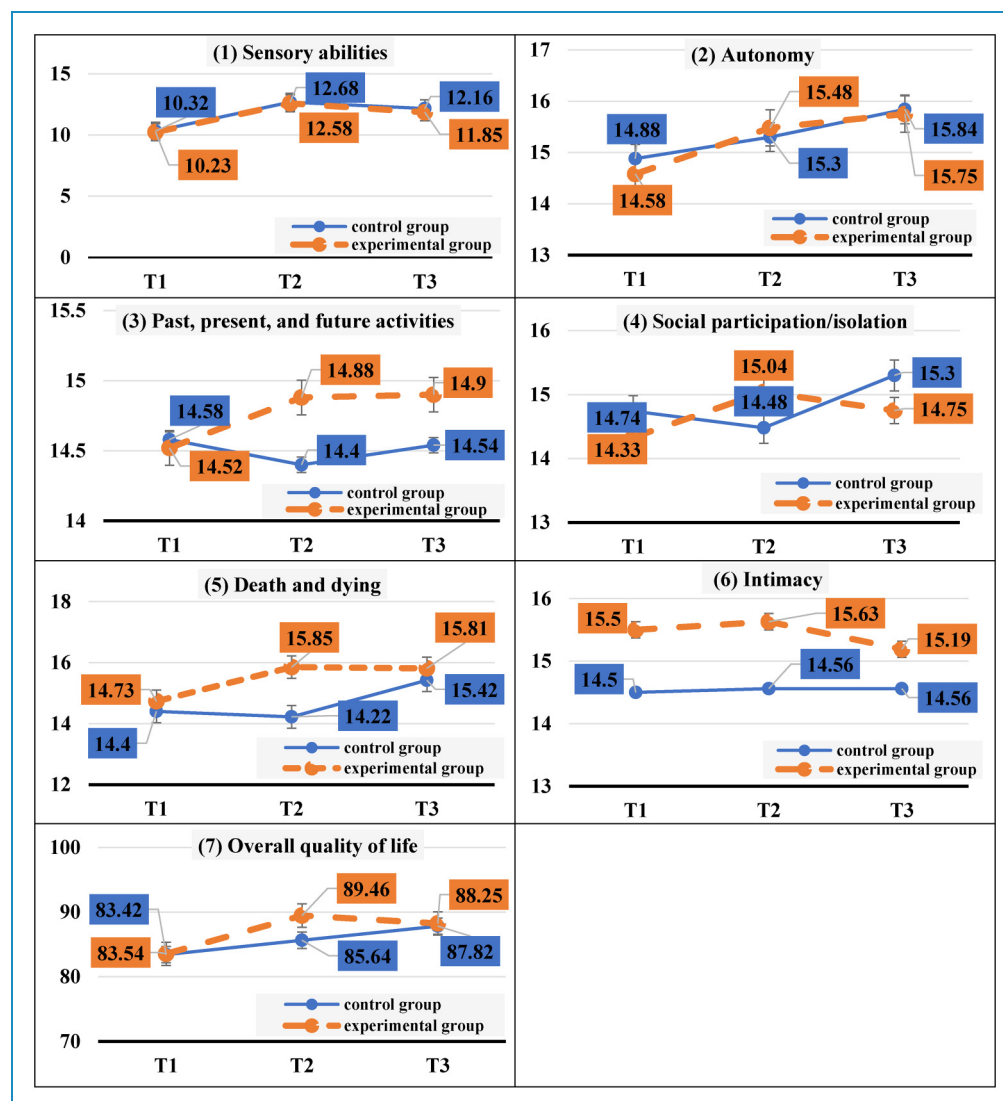 (1) Sensory abilities
15
10
5
0
10.32
12.68
12.16
10.23
12.58
11.85
control group
experimental group
T1 T2 T3
(2) Autonomy
17
16
15
14
13
14.88
15.48
15.84
14.58
15.3
15.75
control group
experimental group
T1 T2 T3
(3) Past, present, and future activities
15.5
15
14.5
14
14.58
14.88
14.9
14.52
14.4
14.54
control group
experimental group
T1 T2 T3
(4) Social participation/isolation
16
15
14
13
14.74
15.04
15.3
14.33
14.48
14.75
control group
experimental group
T1 T2 T3
(5) Death and dying
18
16
14
12
14.73
15.85
15.81
14.4
14.22
15.42
control group
experimental group
T1 T2 T3
(6) Intimacy
16
15
14
13
15.5
15.63
15.19
14.5
14.56
14.56
control group
experimental group
T1 T2 T3
(7) Overall quality of life
100
90
80
70
83.42
89.46
88.25
83.54
85.64
87.82
control group
experimental group
T1 T2 T3